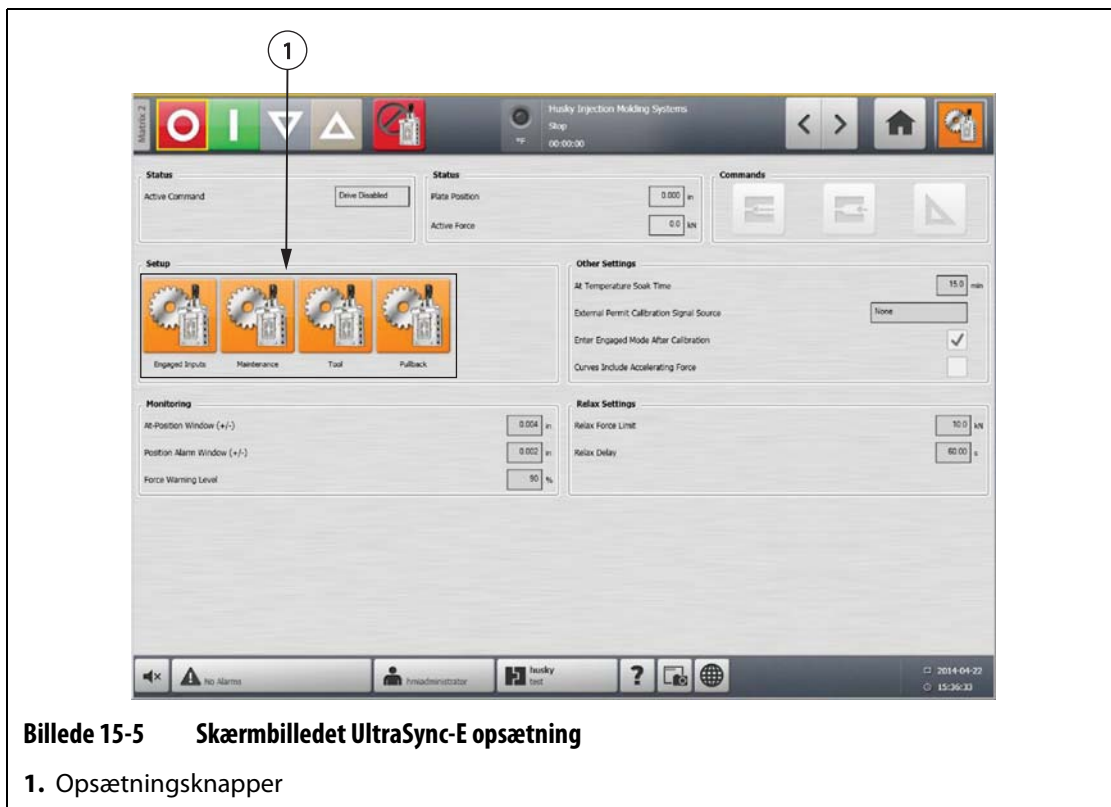 1
Matrix 2
Husky Injection Molding Systems
Stop
°F 00:00:00
Status
Active Command Drive Disabled
Status
Plate Position 0.000 in
Active Force 0.0 kN
Commands
Setup
Engaged Inputs Maintenance Tool Pullback
Other Settings
At Temperature Soak Time 15.0 min
External Permit Calibration Signal Source None
Enter Engaged Mode After Calibration
Curves Include Accelerating Force
Monitoring
At-Position Window (+/-) 0.004 in
Position Alarm Window (+/-) 0.002 in
Force Warning Level 90 %
Relax Settings
Relax Force Limit 10.0 kN
Relax Delay 60.00 s
No Alarms
hmiadministrator
husky
test
?
2014-04-22
15:36:33
Billede 15-5 Skærmbilledet UltraSync-E opsætning
1. Opsætningsknapper